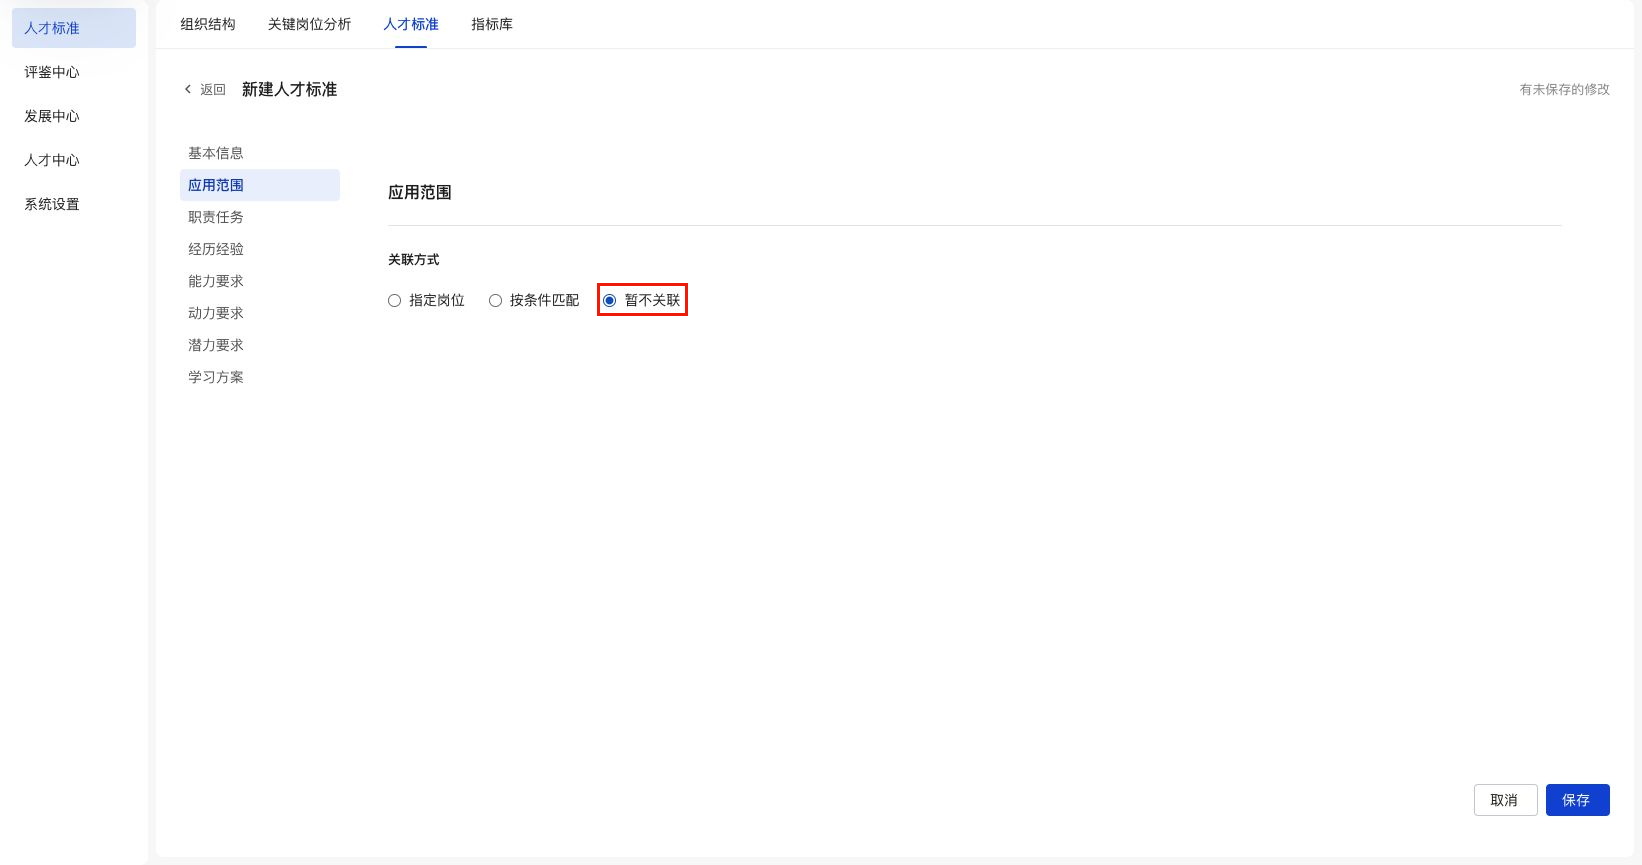 人才标准
评鉴中心
发展中心
人才中心
系统设置
组织结构 关键岗位分析 人才标准 指标库
返回 新建人才标准 有未保存的修改
基本信息
应用范围
职责任务
经历经验
能力要求
动力要求
潜力要求
学习方案
应用范围
关联方式
指定岗位 按条件匹配 暂不关联
取消 保存